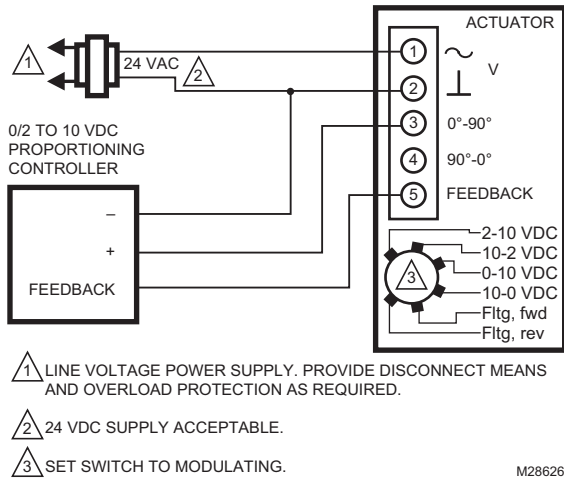 ACTUATOR
1
24 VAC
2
1
V
2
0/2 TO 10 VDC
PROPORTIONING
CONTROLLER
3
0°-90°
4
90°-0°
5
FEEDBACK
–
+
FEEDBACK
2-10 VDC
10-2 VDC
0-10 VDC
10-0 VDC
Fltg, fwd
Fltg, rev
3
1 LINE VOLTAGE POWER SUPPLY. PROVIDE DISCONNECT MEANS
AND OVERLOAD PROTECTION AS REQUIRED.
2 24 VDC SUPPLY ACCEPTABLE.
3 SET SWITCH TO MODULATING.
M28626